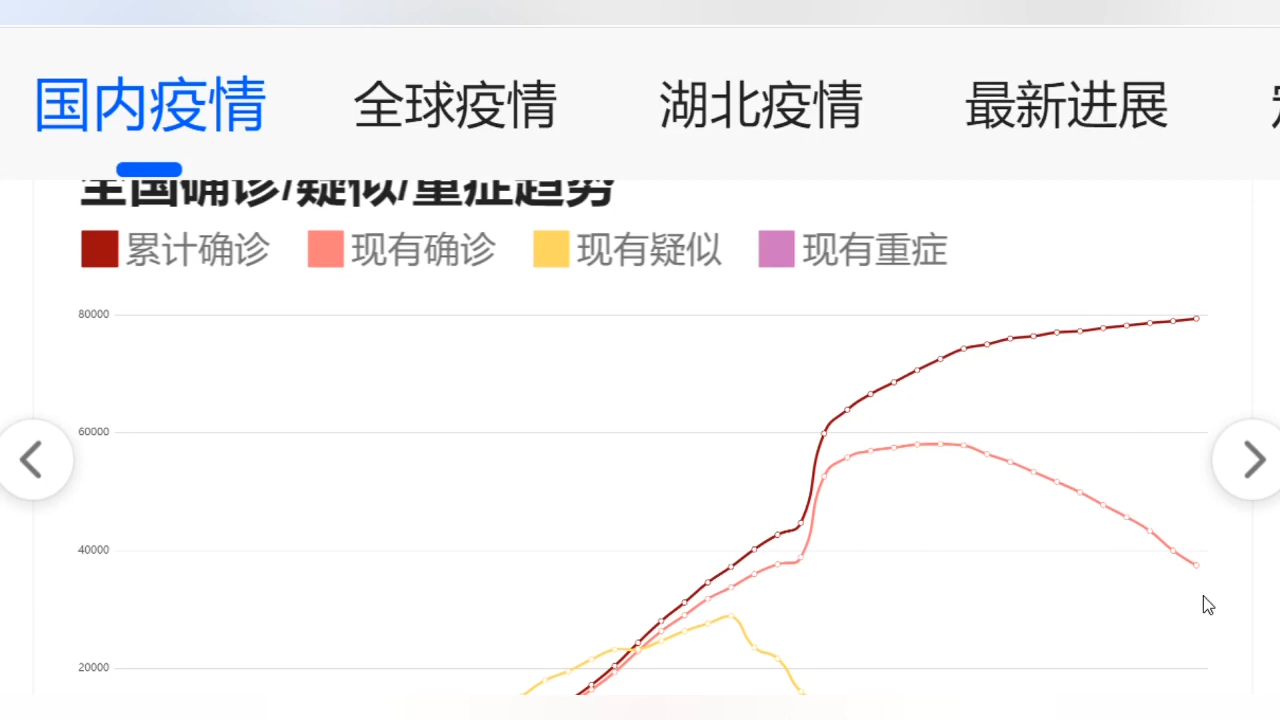 国内疫情 全球疫情 湖北疫情 最新进展
全国确诊/疑似/重症趋势
累计确诊 现有确诊 现有疑似 现有重症
80000
60000
40000
20000